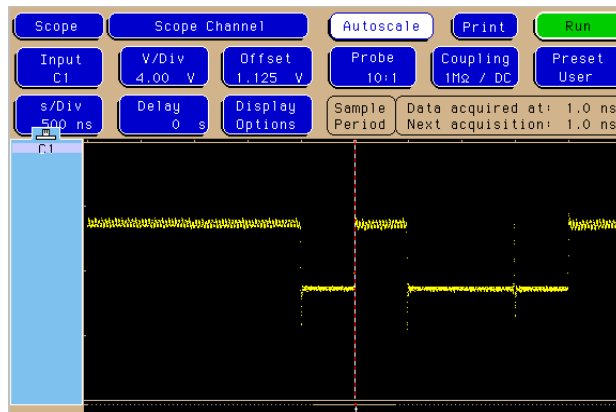 Scope Scope Channel Autoscale Print Run
Input V/Div Offset Probe Coupling Preset
C1 4.00 V 1.125 V 10:1 1MΩ / DC User
s/Div Delay Display Sample Data acquired at: 1.0 ns
500 ns 0 s Options Period Next acquisition: 1.0 ns
C1